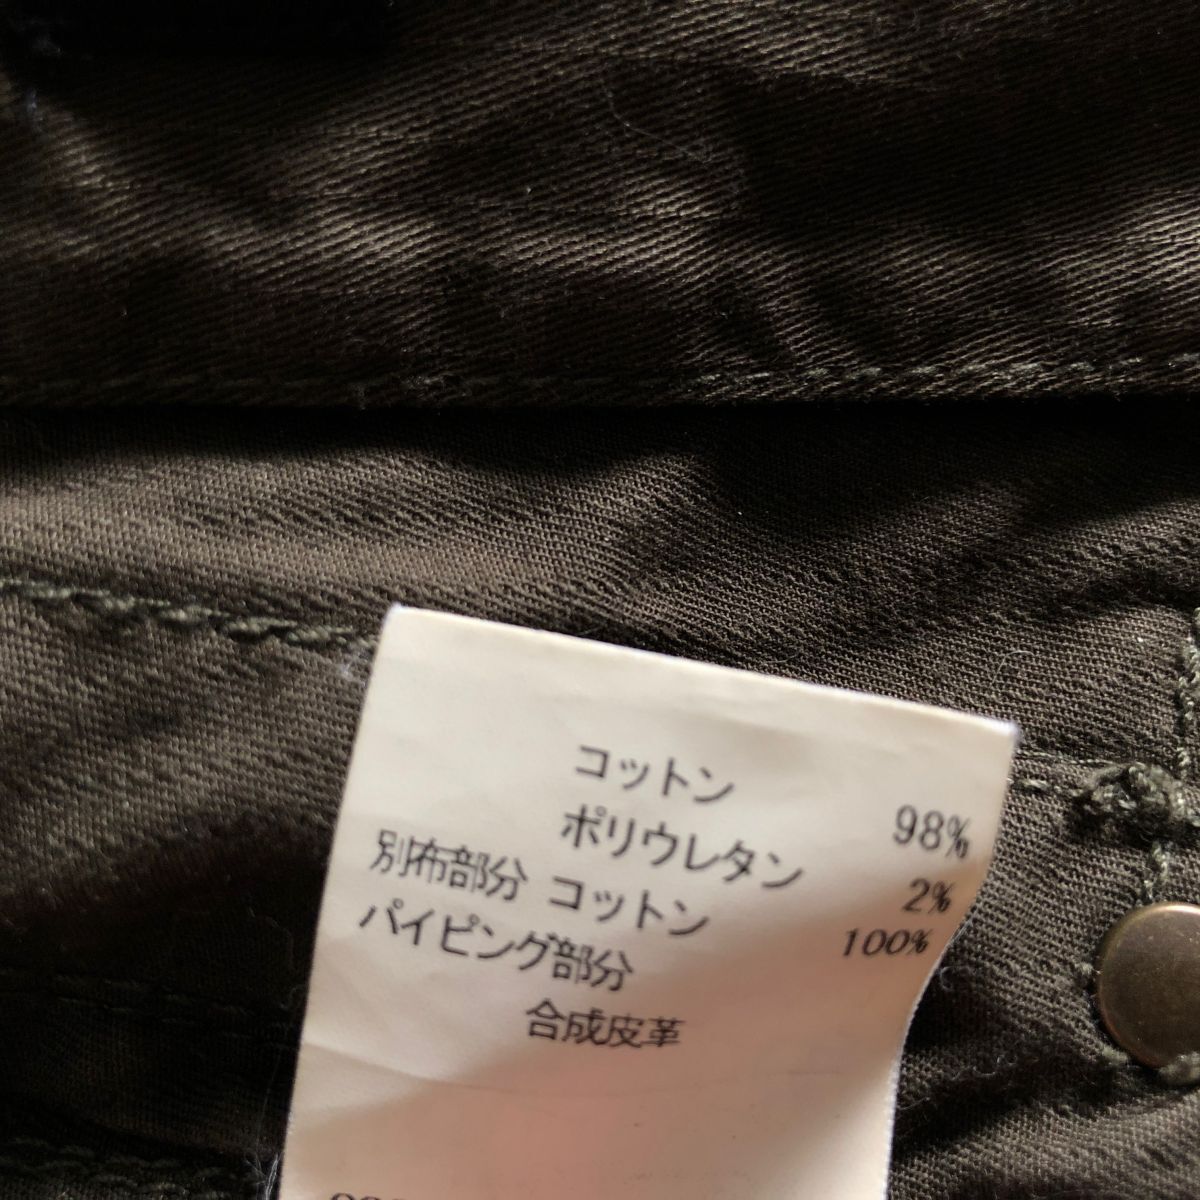 コットン 98%
ポリウレタン 2%
別布部分 コットン 100%
パイピング部分
合成皮革